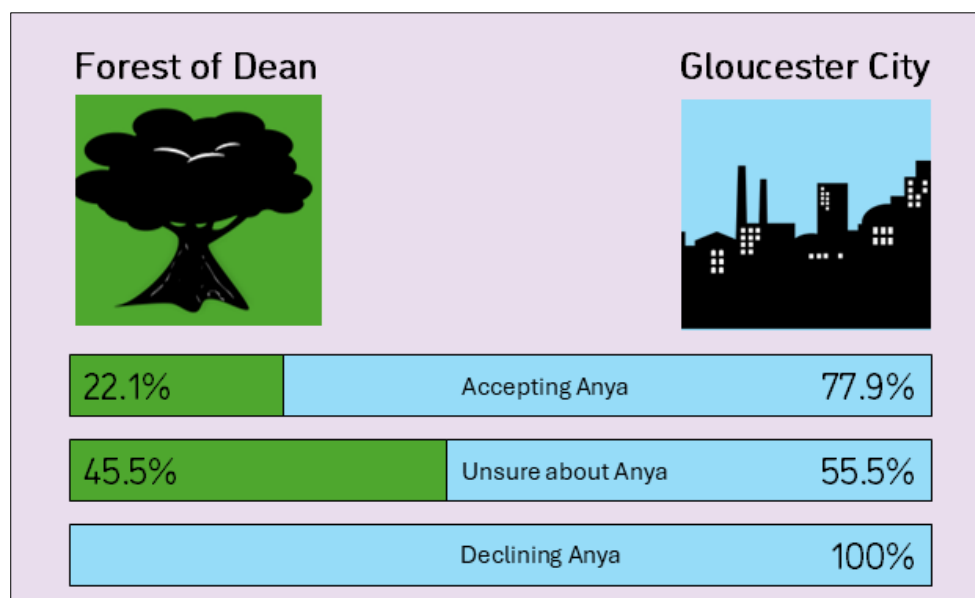 Forest of Dean
Gloucester City
22.1% Accepting Anya 77.9%
45.5% Unsure about Anya 55.5%
Declining Anya 100%